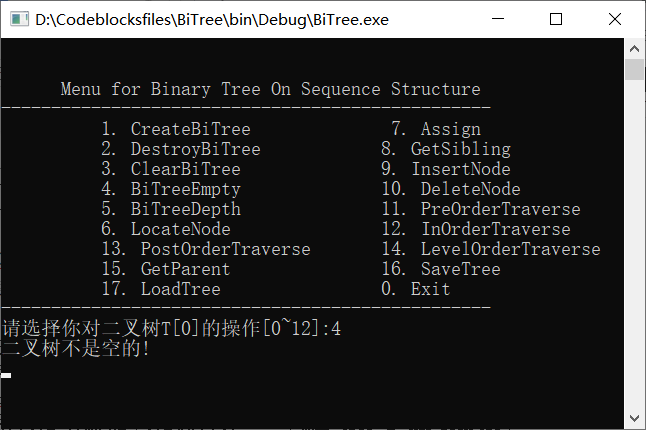 D:\Codeblocksfiles\BiTree\bin\Debug\BiTree.exe
Menu for Binary Tree On Sequence Structure
-------------------------------------------------
1. CreateBiTree 7. Assign
2. DestroyBiTree 8. GetSibling
3. ClearBiTree 9. InsertNode
4. BiTreeEmpty 10. DeleteNode
5. BiTreeDepth 11. PreOrderTraverse
6. LocateNode 12. InOrderTraverse
13. PostOrderTraverse 14. LevelOrderTraverse
15. GetParent 16. SaveTree
17. LoadTree 0. Exit
-------------------------------------------------
请选择你对二叉树T[0]的操作[0~12]:4
二叉树不是空的!